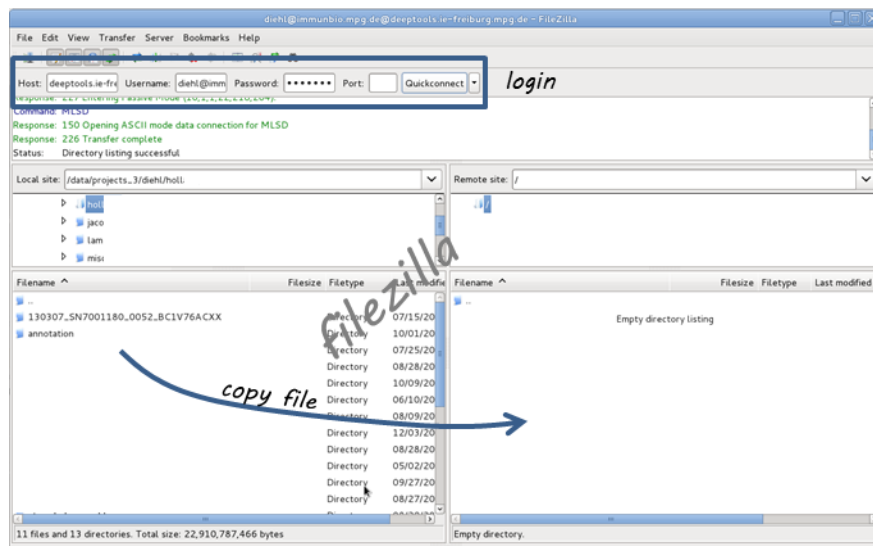 diehl@immunbio.mpg.de@deeptools.ie-freiburg.mpg.de - FileZilla
File Edit View Transfer Server Bookmarks Help
Host: deeptools.ie-fre Username: diehl@imm Password: ••••••• Port: Quickconnect
login
Response: 227 Entering Passive Mode
Command: MLSD
Response: 150 Opening ASCII mode data connection for MLSD
Response: 226 Transfer complete
Status: Directory listing successful
Local site: /data/projects_3/diehl/holl
Remote site: /
holl
/
jaco
lam
misc
filezilla
Filename Filesize Filetype Last modifie
Filename Filesize Filetype Last modified
..
..
130307_SN7001180_0052_BC1V76ACXX Directory 07/15/20
Empty directory listing
annotation Directory 10/01/20
Directory 07/25/20
Directory 08/28/20
Directory 10/09/20
copy file
Directory 06/10/20
Directory 08/09/20
Directory 12/03/20
Directory 08/28/20
Directory 05/02/20
Directory 09/27/20
Directory 08/27/20
11 files and 13 directories. Total size: 22,910,787,466 bytes
Empty directory.